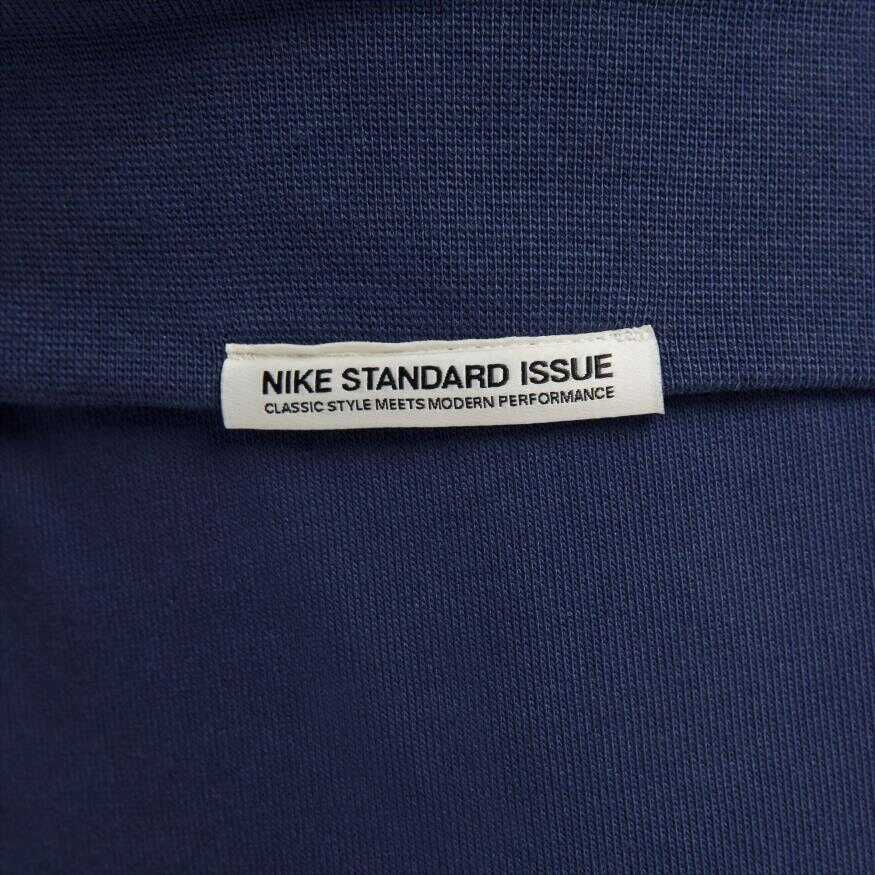 NIKE STANDARD ISSUE
CLASSIC STYLE MEETS MODERN PERFORMANCE